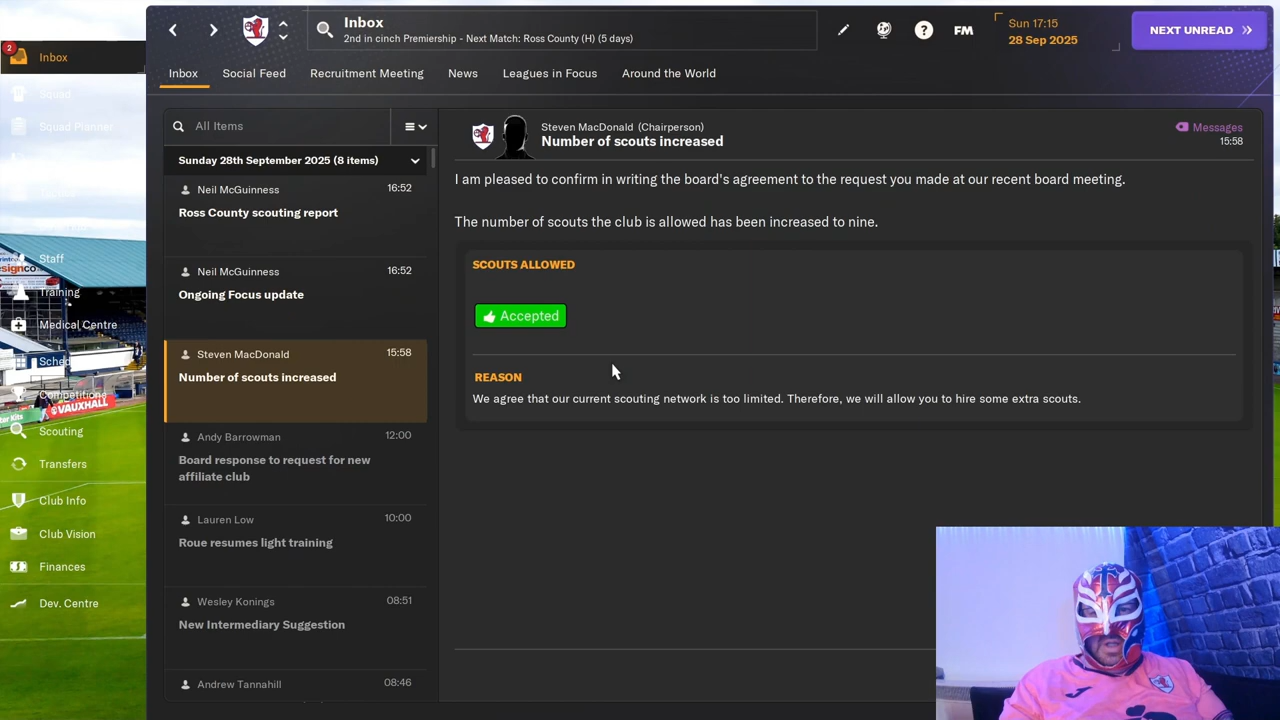 2
Inbox
Squad
Squad Planner
Staff
Training
Medical Centre
Sched
Competitions
Scouting
Transfers
Club Info
Club Vision
Finances
Dev. Centre
signco
VAUXHALL
Inbox
2nd in cinch Premiership - Next Match: Ross County (H) (5 days)
?
FM
Sun 17:15
28 Sep 2025
NEXT UNREAD
Inbox
Social Feed
Recruitment Meeting
News
Leagues in Focus
Around the World
All Items
Sunday 28th September 2025 (8 items)
Neil McGuinness
16:52
Ross County scouting report
Neil McGuinness
16:52
Ongoing Focus update
Steven MacDonald
15:58
Number of scouts increased
Andy Barrowman
12:00
Board response to request for new
affiliate club
Lauren Low
10:00
Roue resumes light training
Wesley Konings
08:51
New Intermediary Suggestion
Andrew Tannahill
08:46
Steven MacDonald (Chairperson)
Number of scouts increased
Messages
15:58
I am pleased to confirm in writing the board's agreement to the request you made at our recent board meeting.
The number of scouts the club is allowed has been increased to nine.
SCOUTS ALLOWED
Accepted
REASON
We agree that our current scouting network is too limited. Therefore, we will allow you to hire some extra scouts.